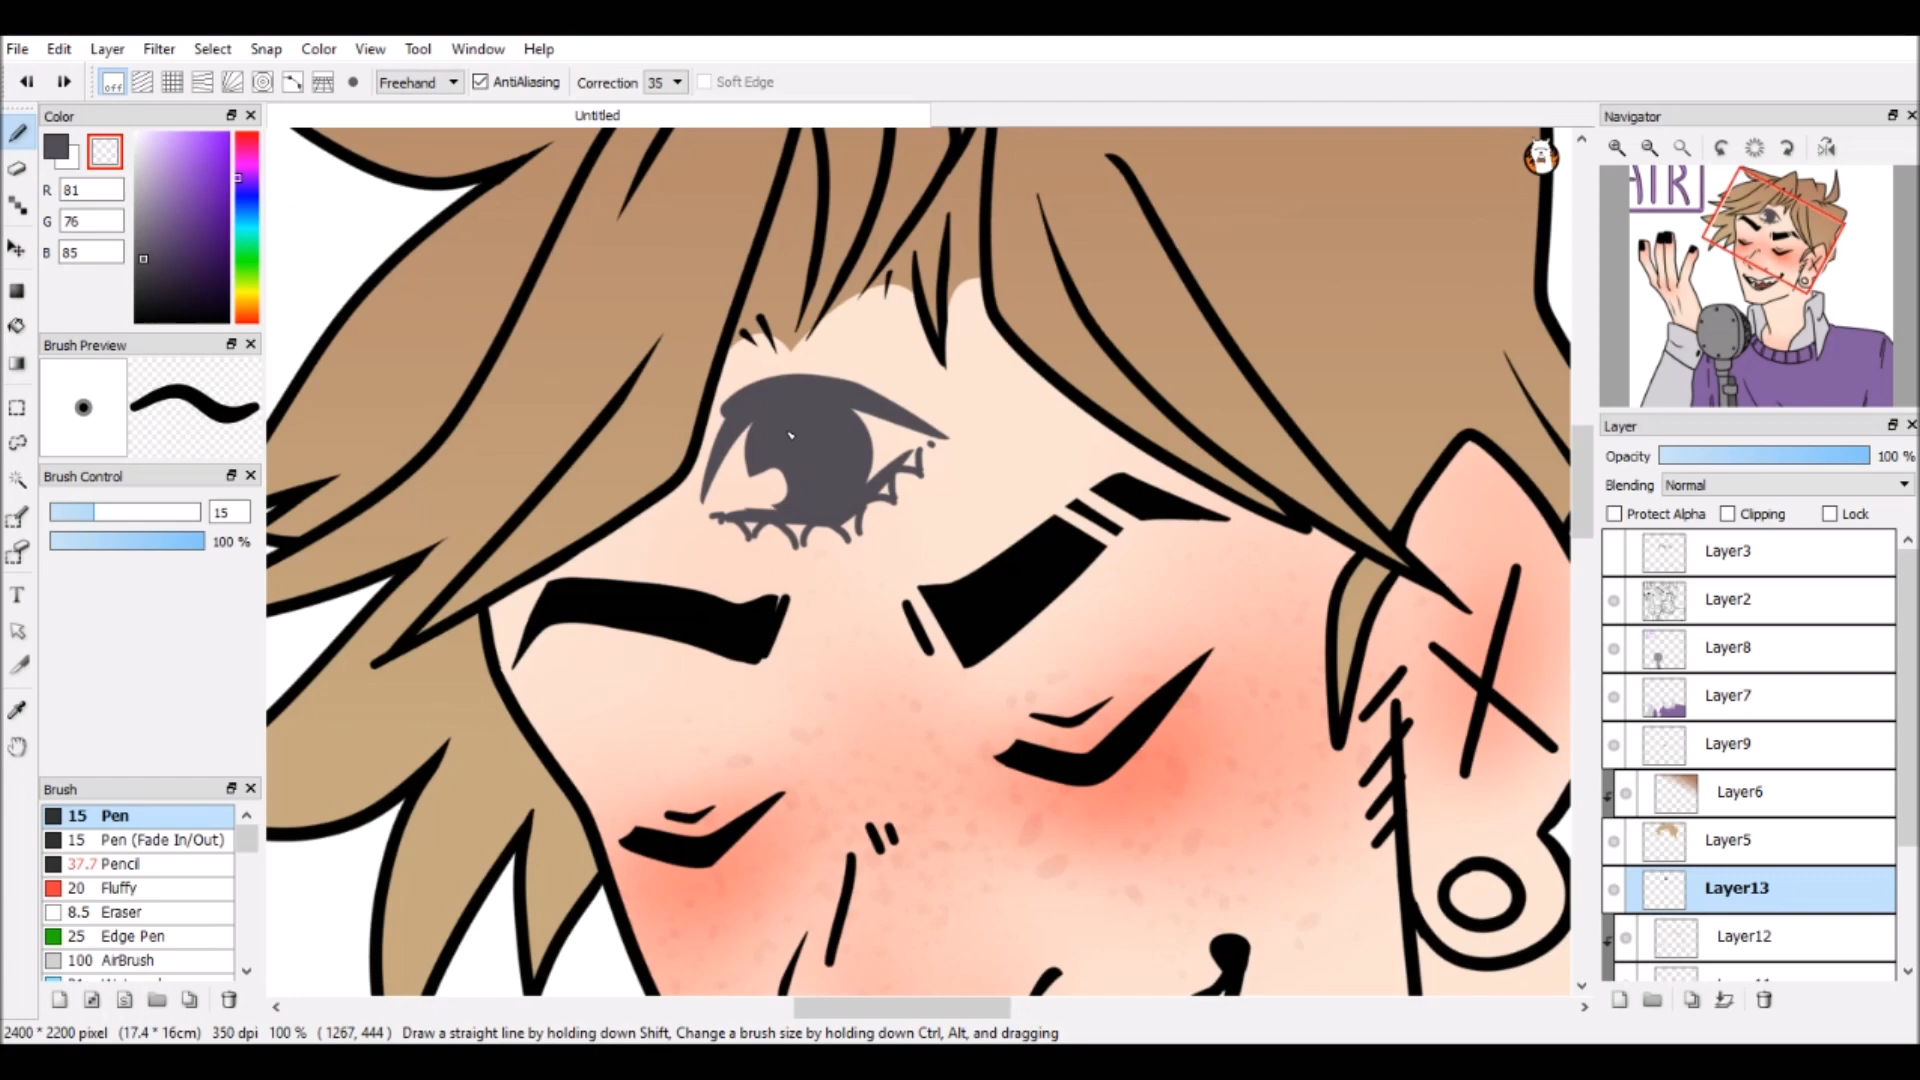 File Edit Layer Filter Select Snap Color View Tool Window Help
off Freehand AntiAliasing Correction 35 Soft Edge
Color
Untitled
Navigator
R 81
G 76
B 85
AIR
Brush Preview
Layer
Opacity 100 %
Brush Control
Blending Normal
15
Protect Alpha Clipping Lock
100 %
Layer3
Layer2
Layer8
Layer7
Layer9
Layer6
Layer5
Layer13
Layer12
Brush
15 Pen
15 Pen (Fade In/Out)
37.7 Pencil
20 Fluffy
8.5 Eraser
25 Edge Pen
100 AirBrush
2400 * 2200 pixel (17.4 * 16cm) 350 dpi 100 % ( 1267, 444 ) Draw a straight line by holding down Shift, Change a brush size by holding down Ctrl, Alt, and dragging